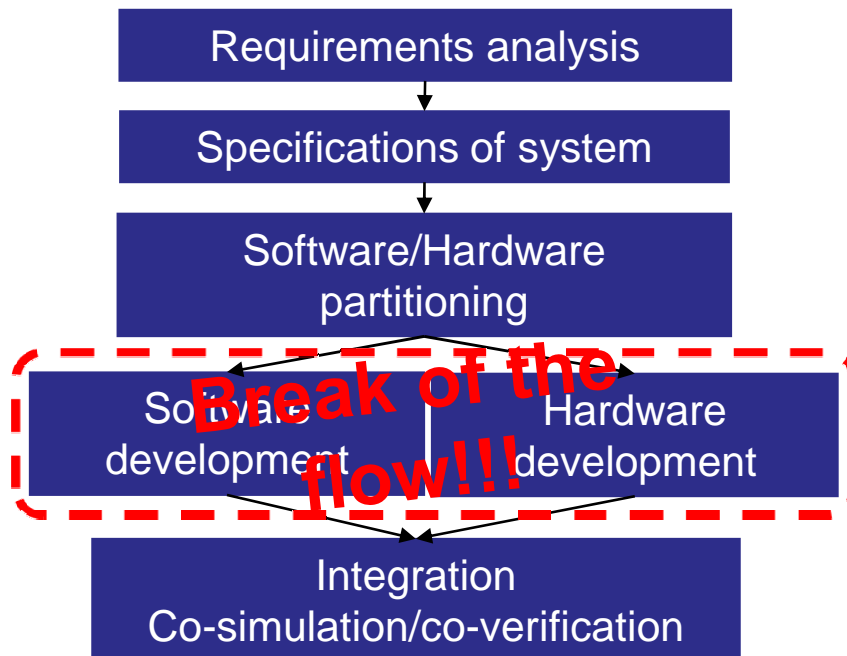 Requirements analysis
Specifications of system
Software/Hardware
partitioning
Break of the
flow!!!
Software
development
Hardware
development
Integration
Co-simulation/co-verification